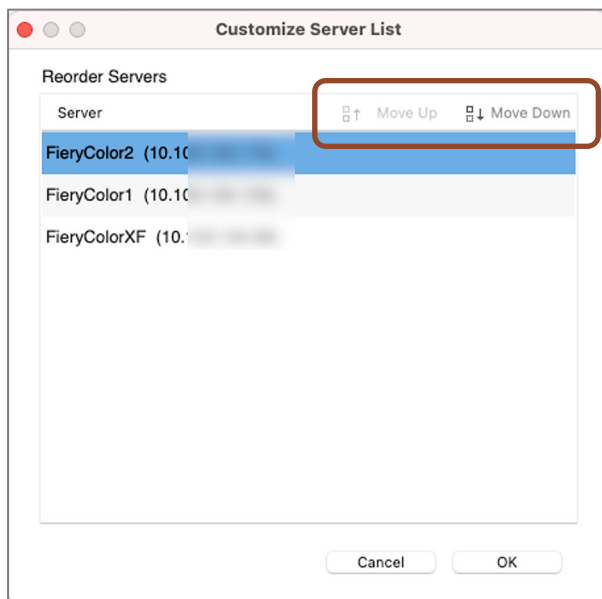 Customize Server List
Reorder Servers
Server Move Up Move Down
FieryColor2 (10.10
FieryColor1 (10.10
FieryColorXF (10.
Cancel OK